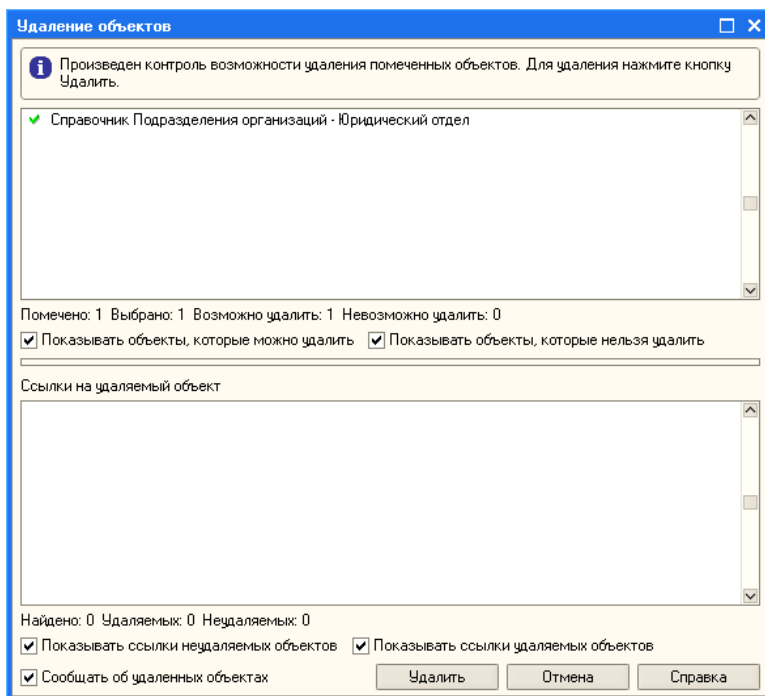 Удаление объектов
Произведен контроль возможности удаления помеченных объектов. Для удаления нажмите кнопку
Удалить.
Справочник Подразделения организаций - Юридический отдел
Помечено: 1 Выбрано: 1 Возможно удалить: 1 Невозможно удалить: 0
Показывать объекты, которые можно удалить Показывать объекты, которые нельзя удалить
Ссылки на удаляемый объект
Найдено: 0 Удаляемых: 0 Неудаляемых: 0
Показывать ссылки неудаляемых объектов Показывать ссылки удаляемых объектов
Сообщать об удаленных объектах Удалить Отмена Справка